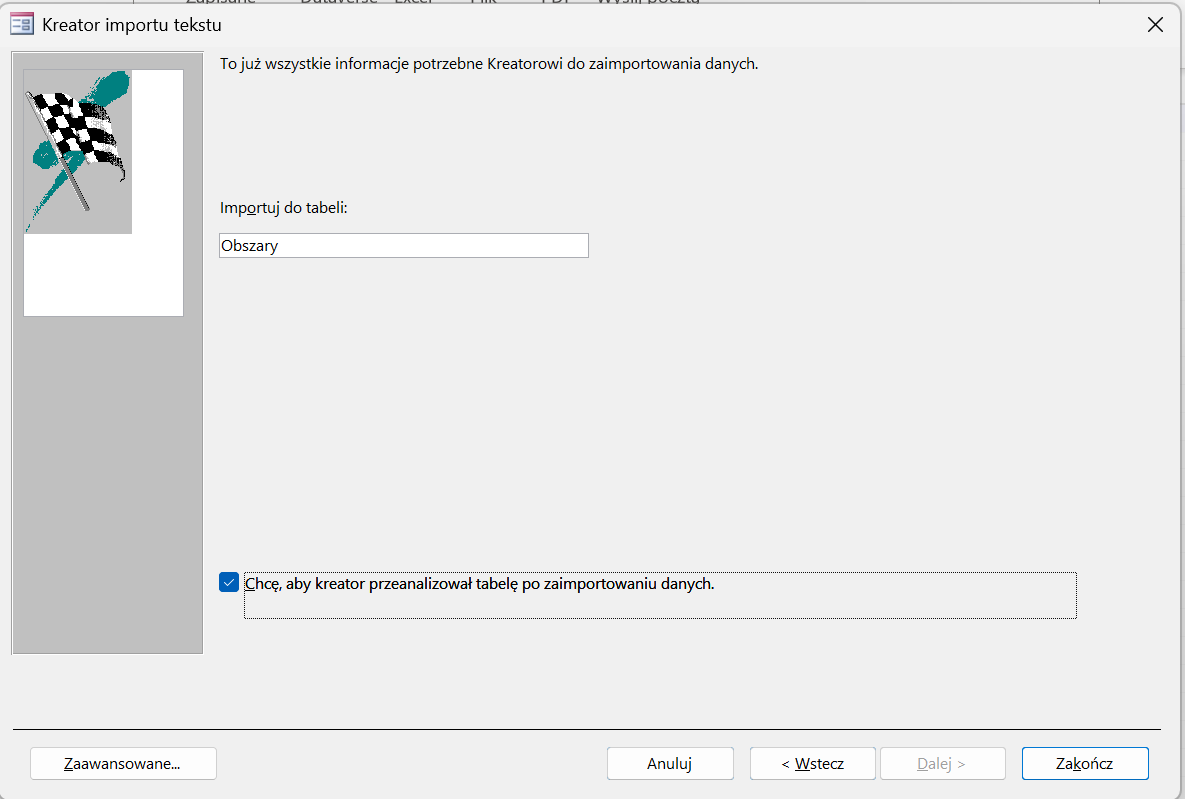 Kreator importu tekstu
To już wszystkie informacje potrzebne Kreatorowi do zaimportowania danych.
Importuj do tabeli:
Obszary
Chcę, aby kreator przeanalizował tabelę po zaimportowaniu danych.
Zaawansowane... Anuluj < Wstecz Dalej > Zakończ